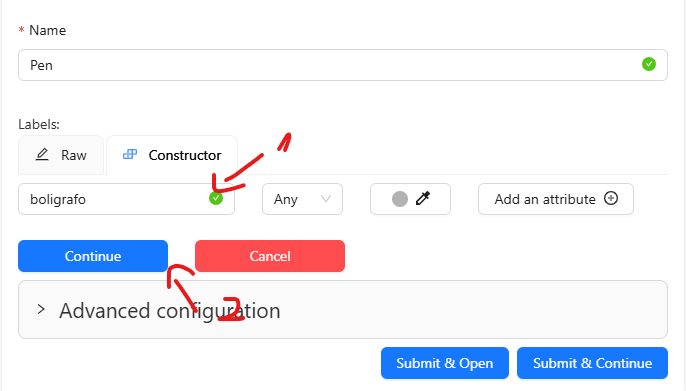 * Name
Pen
Labels:
Raw
Constructor
1
boligrafo
Any
Add an attribute
Continue
Cancel
2
Advanced configuration
Submit & Open
Submit & Continue